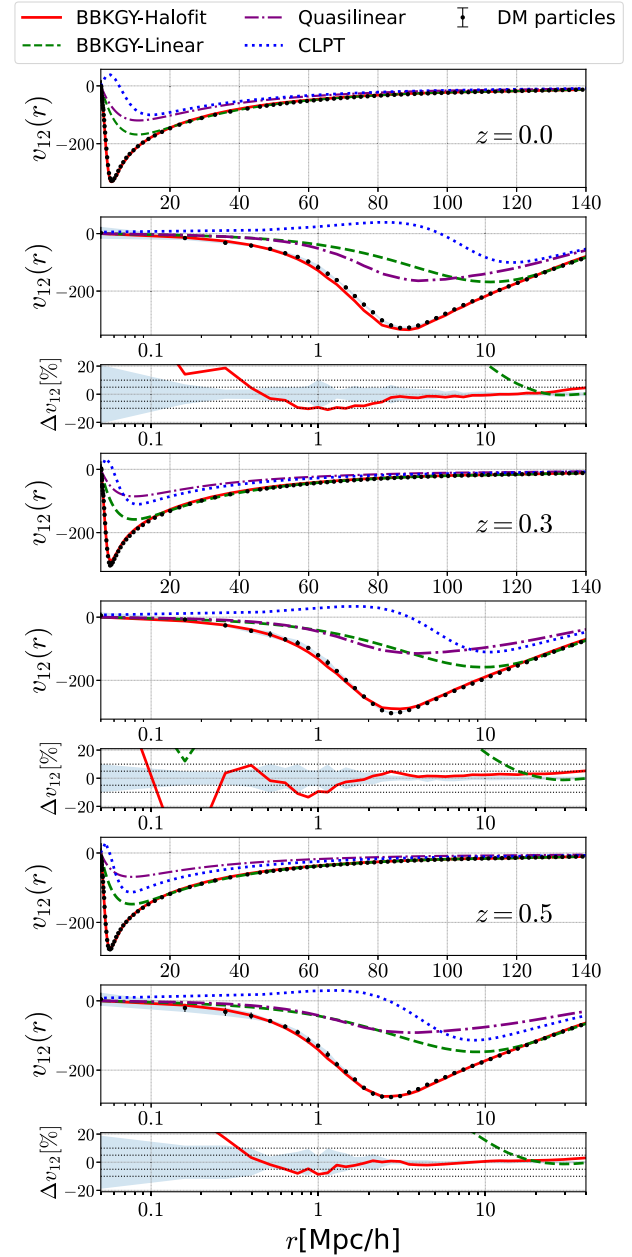 BBKGY-Halofit Quasilinear DM particles
BBKGY-Linear CLPT
0
−200
v12(r)
z = 0.0
20 40 60 80 100 120 140
0
−200
v12(r)
0.1 1 10
20
0
−20
Δv12[%]
0.1 1 10
0
−200
v12(r)
z = 0.3
20 40 60 80 100 120 140
0
−200
v12(r)
0.1 1 10
20
0
−20
Δv12[%]
0.1 1 10
0
−200
v12(r)
z = 0.5
20 40 60 80 100 120 140
0
−200
v12(r)
0.1 1 10
20
0
−20
Δv12[%]
0.1 1 10
r[Mpc/h]